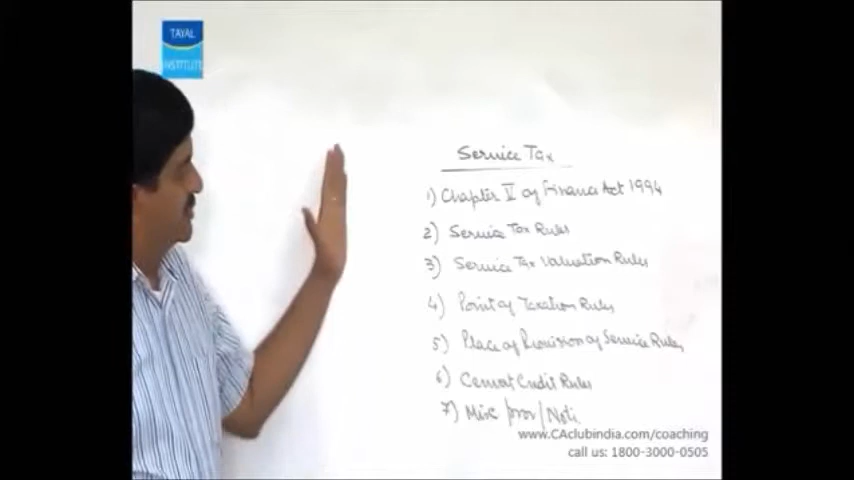 TAYAL
INSTITUTE
Service Tax
1) Chapter V of Finance Act 1994
2) Service Tax Rules
3) Service Tax Valuation Rules
4) Point of Taxation Rules
5) Place of Provision of Service Rules
6) Cenvat Credit Rules
7) Misc / prov / Noti
www.CAclubindia.com/coaching
call us: 1800-3000-0505